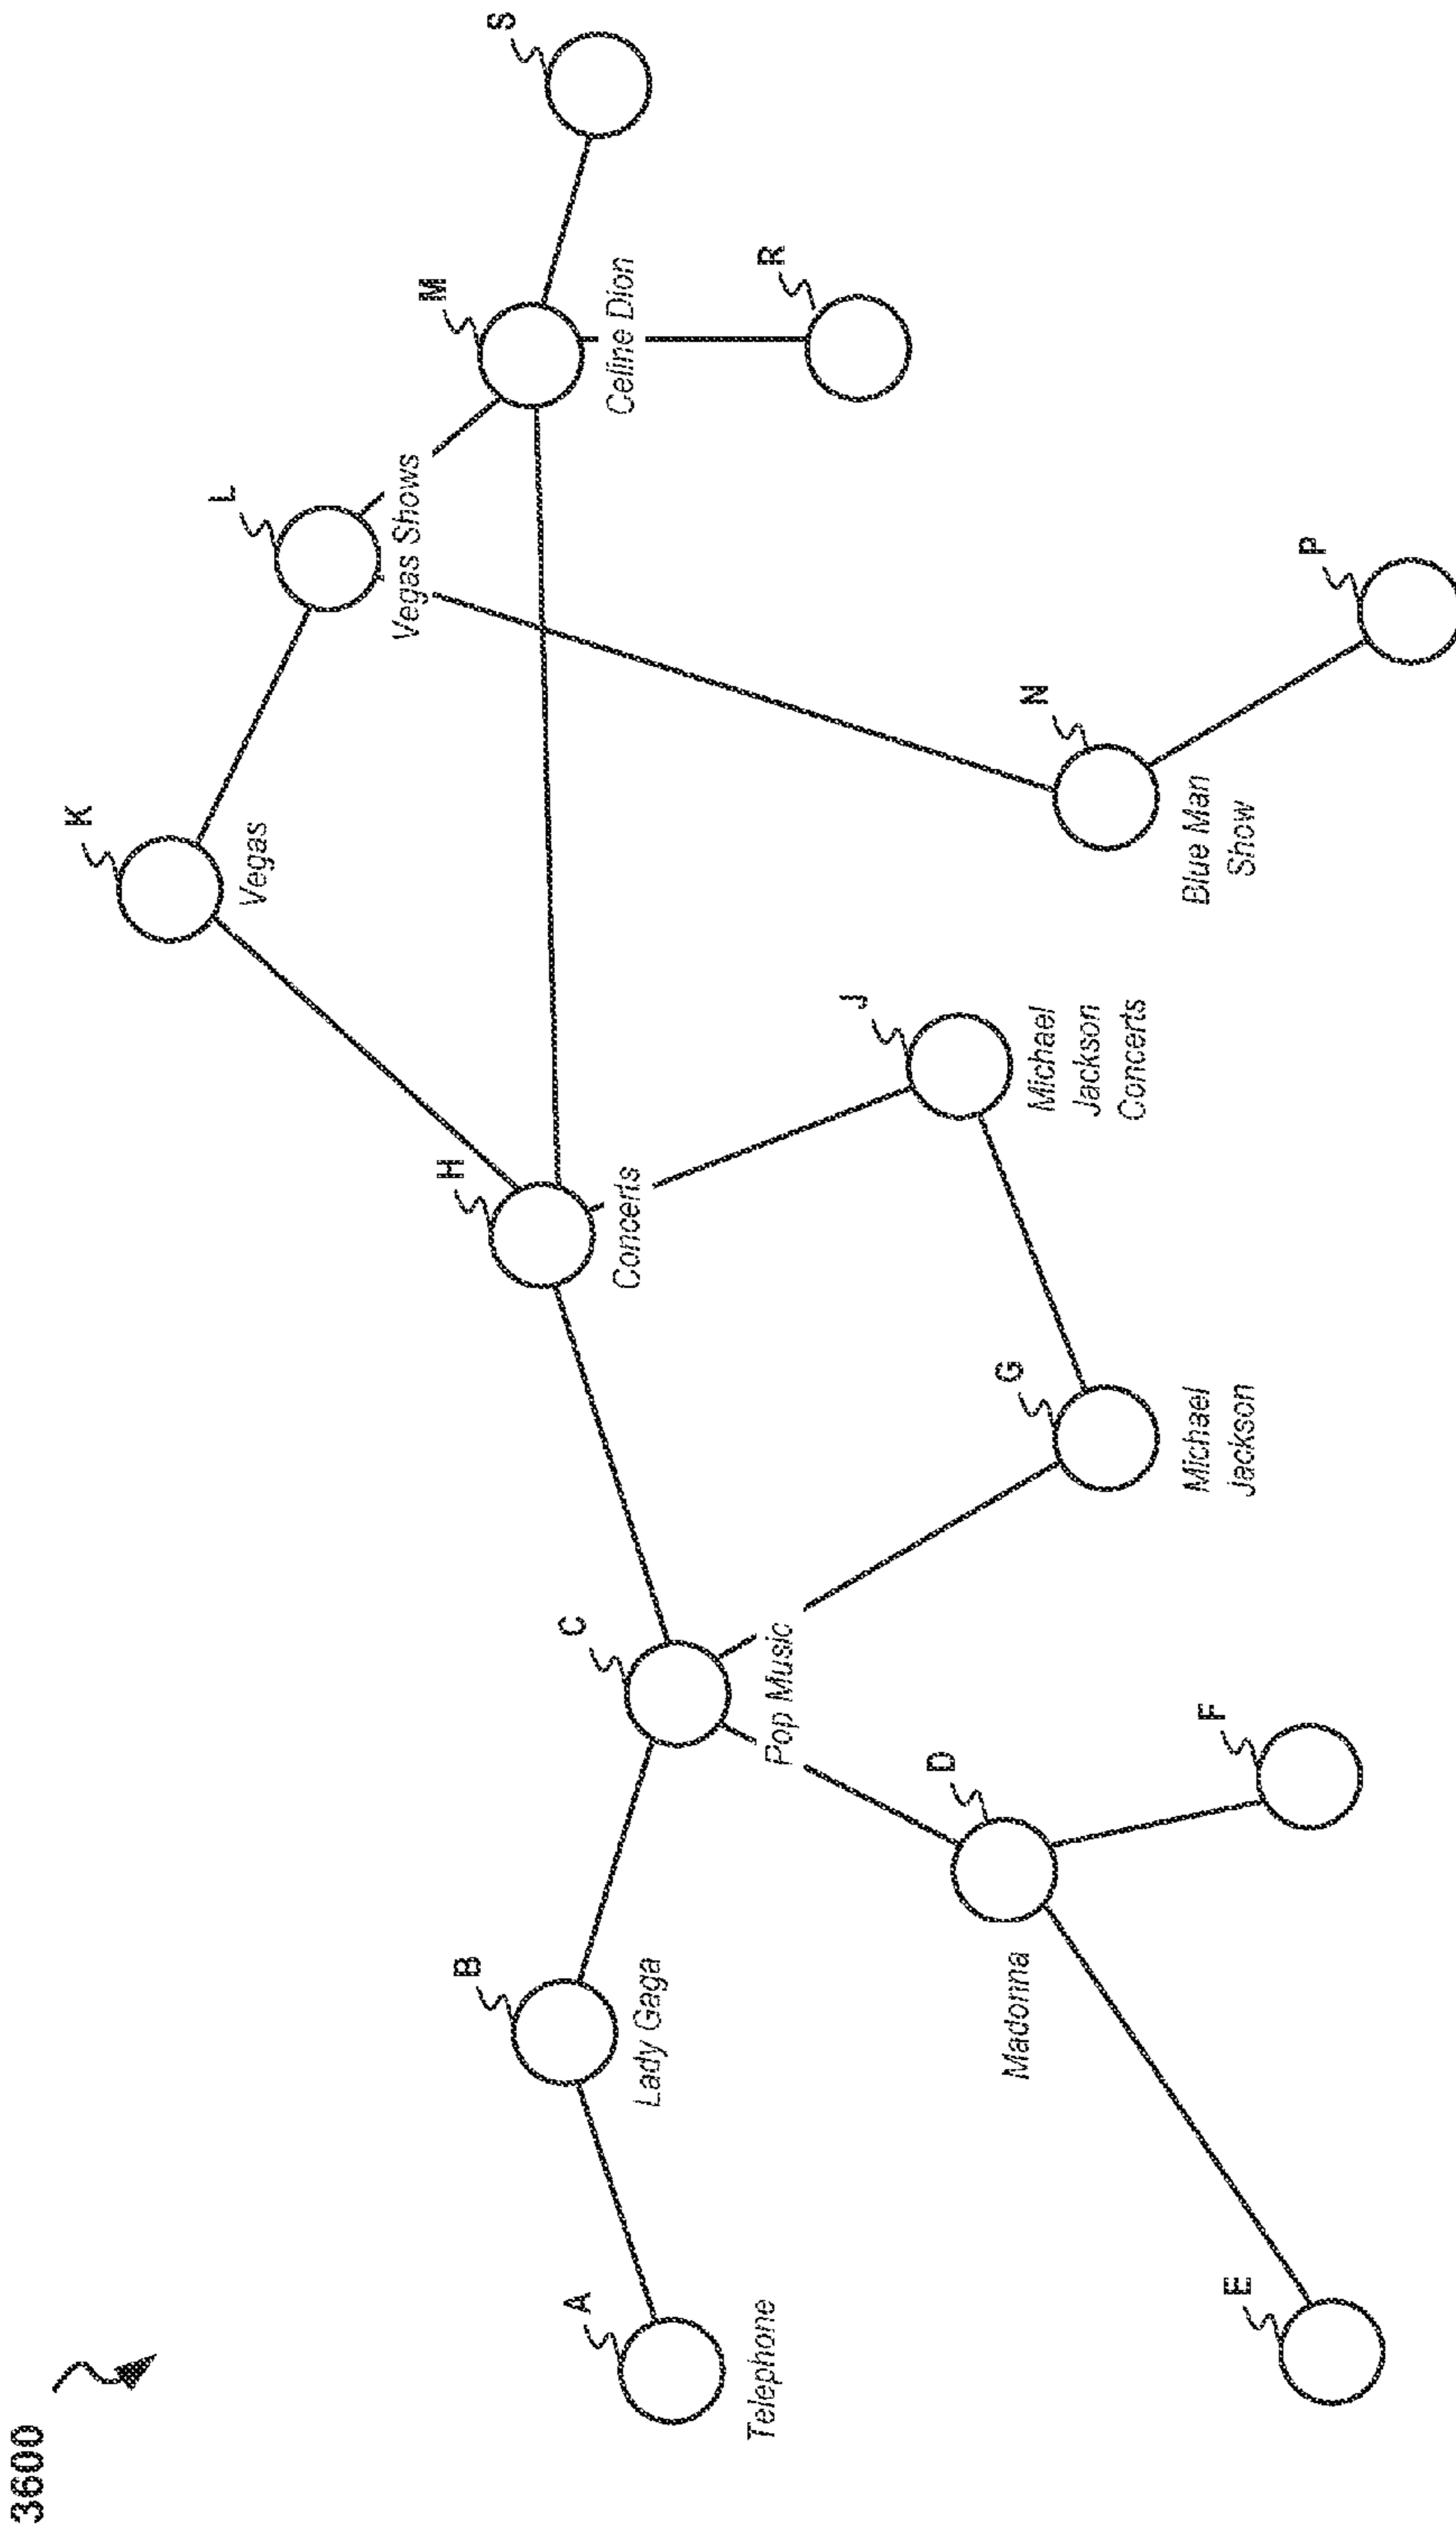 3600
A
Telephone
B
Lady Gaga
C
Pop Music
D
Madonna
E
F
G
Michael
Jackson
H
Concerts
J
Michael
Jackson
Concerts
K
Vegas
L
Vegas Shows
M
Celine Dion
N
Blue Man
Show
P
R
S